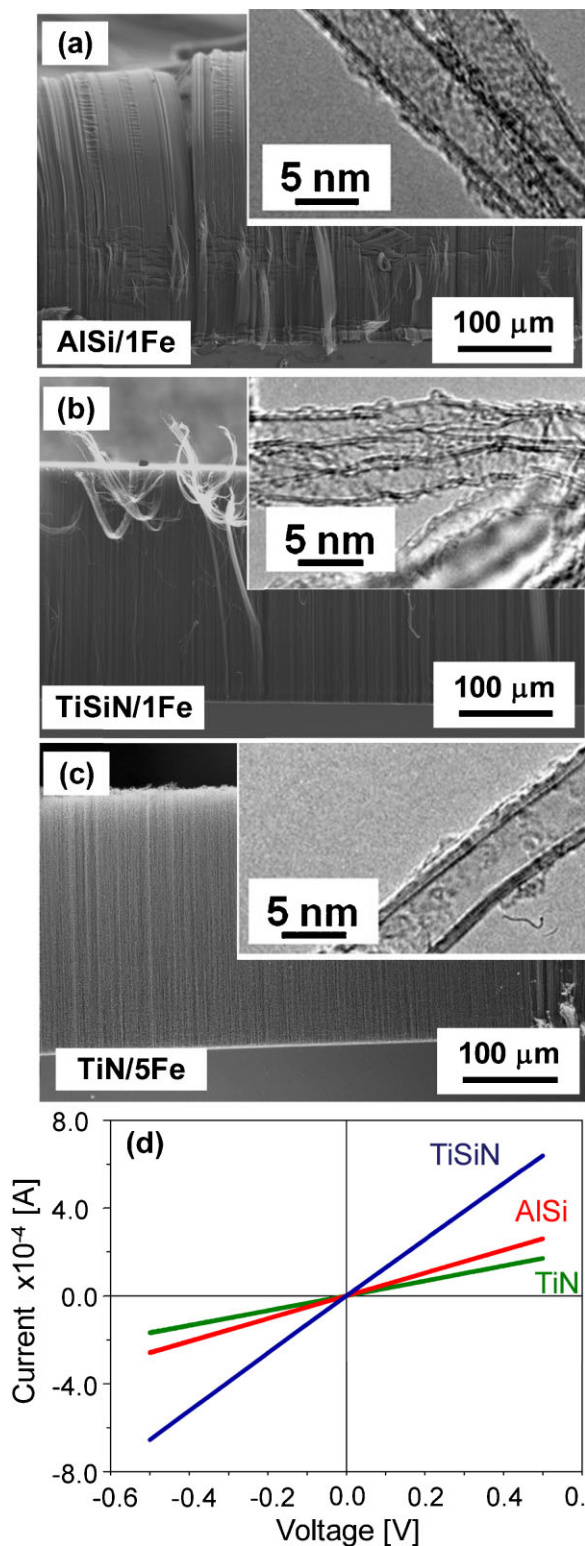 (a)
5 nm
100 μm
AlSi/1Fe
(b)
5 nm
100 μm
TiSiN/1Fe
(c)
5 nm
100 μm
TiN/5Fe
8.0
(d)
TiSiN
4.0
AlSi
TiN
0.0
-4.0
-8.0
Current x10⁻⁴ [A]
-0.6 -0.4 -0.2 0.0 0.2 0.4 0.
Voltage [V]